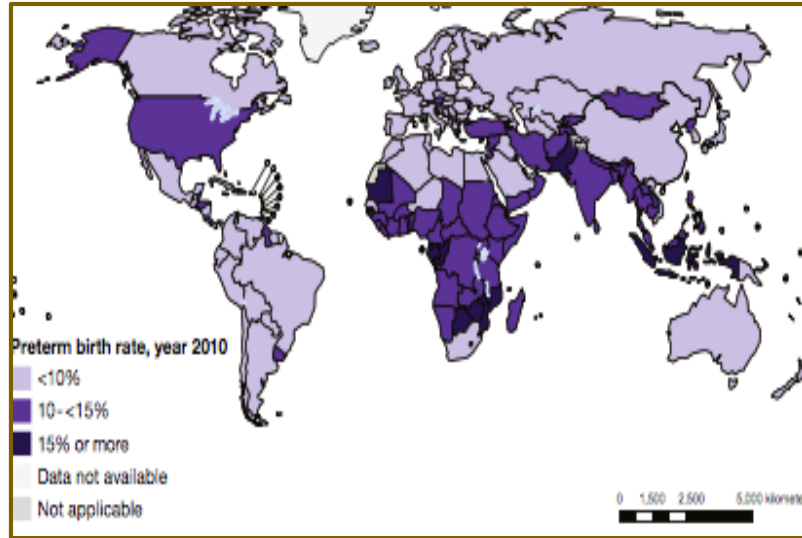 Preterm birth rate, year 2010
<10%
10-<15%
15% or more
Data not available
Not applicable
0 1,500 2,500 5,000 kilomete